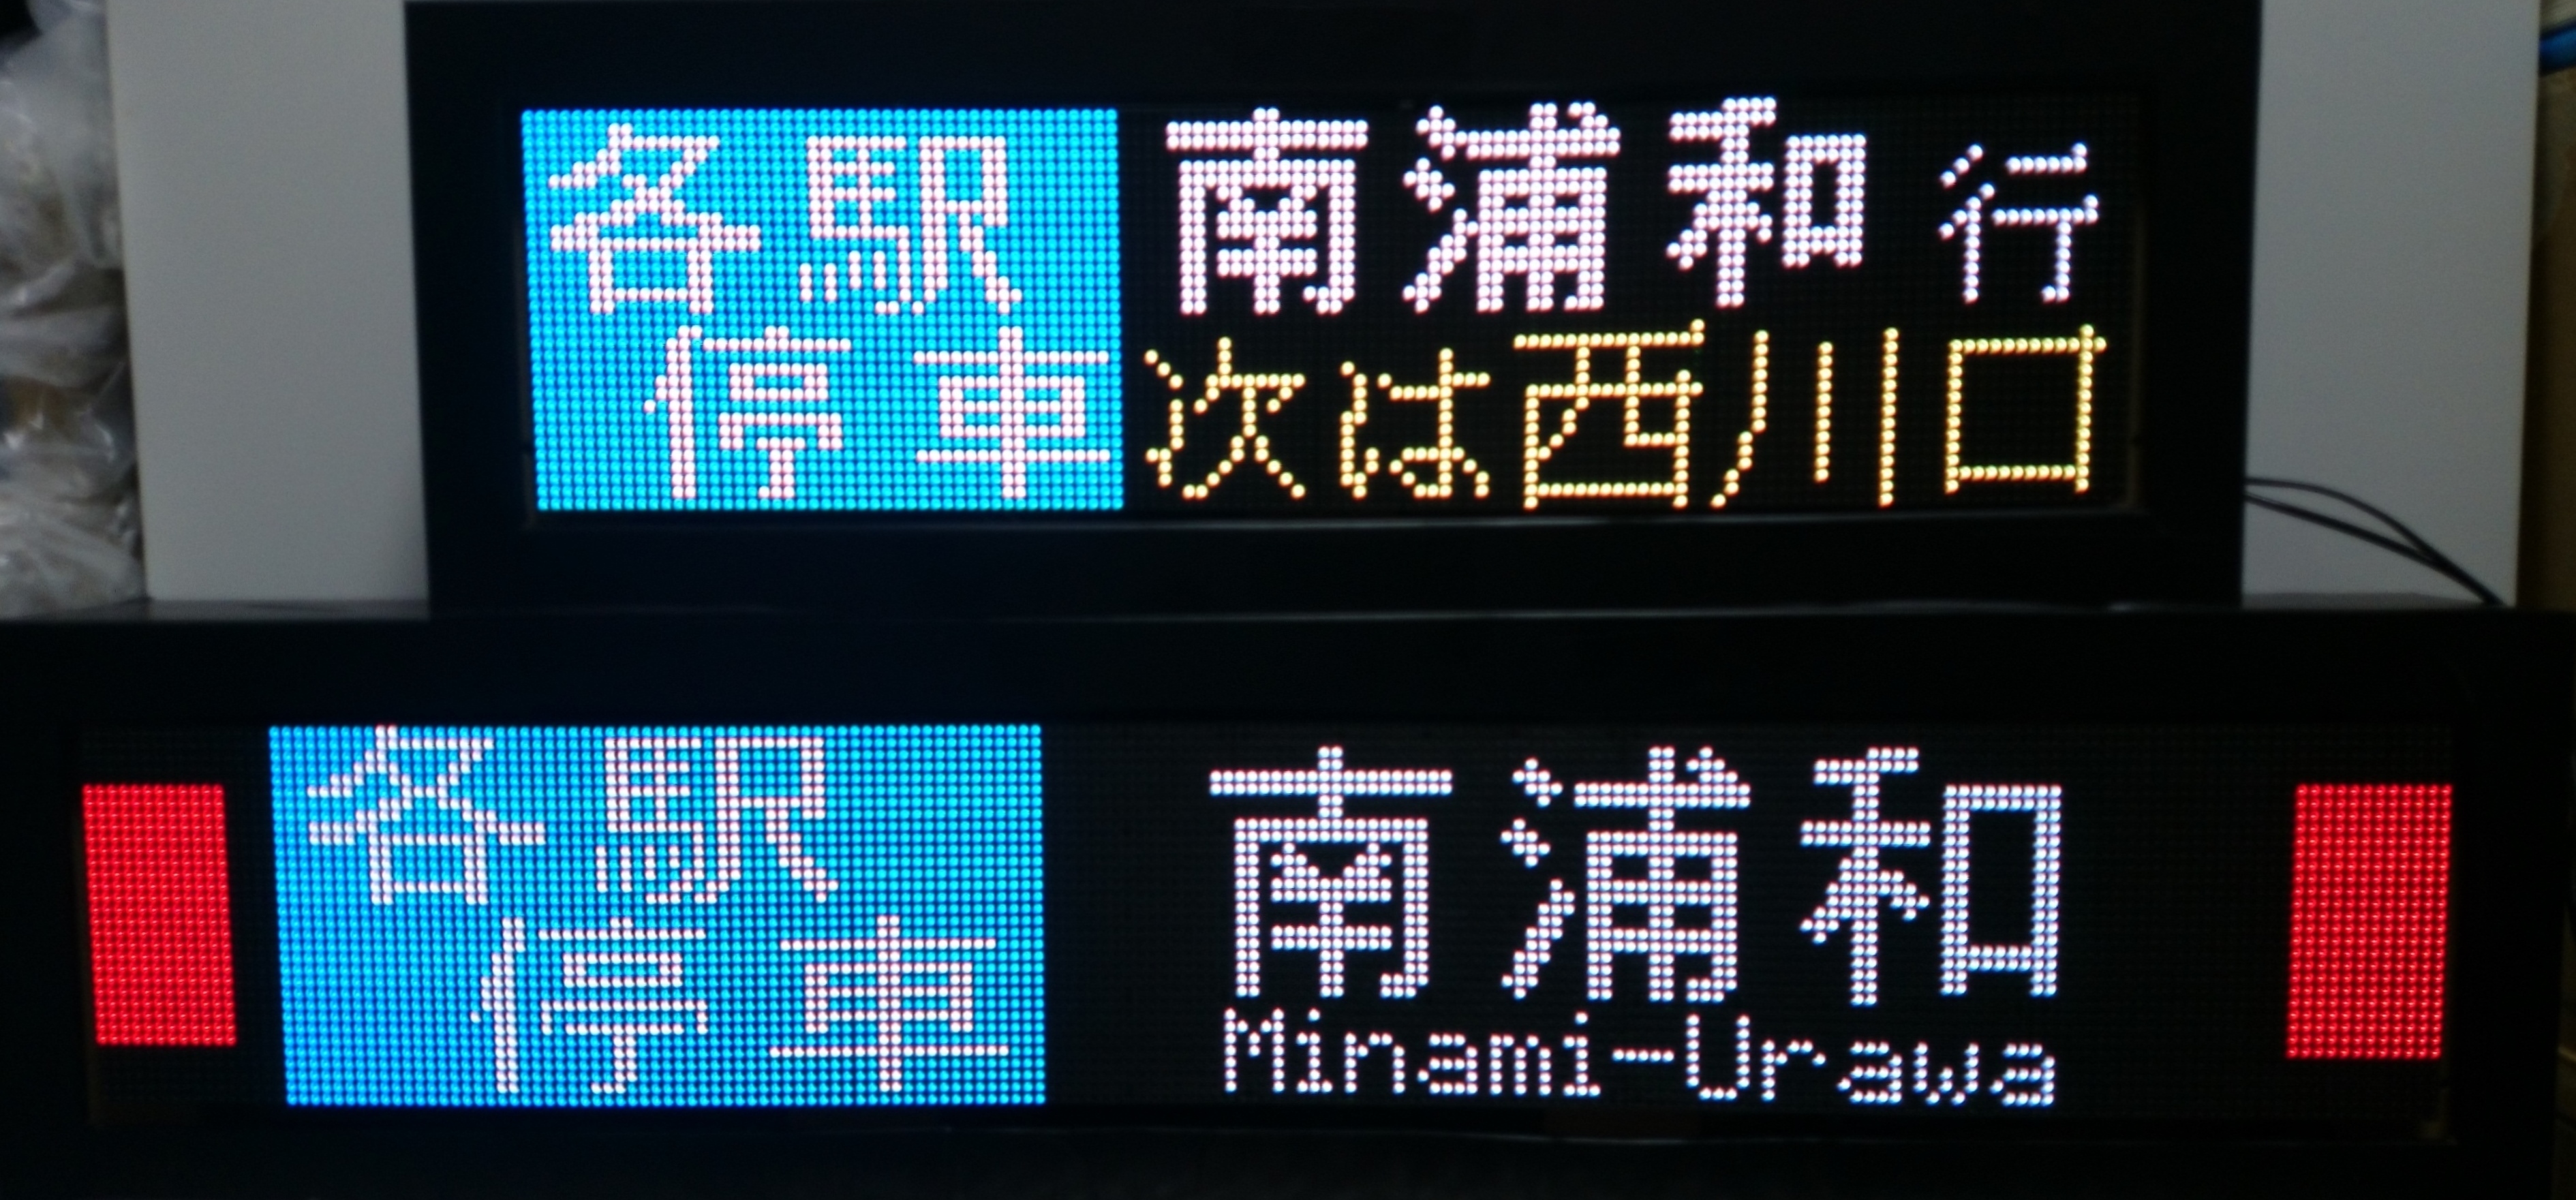 各駅
停車
南浦和行
次は西川口
各駅
停車
南浦和
Minami-Urawa